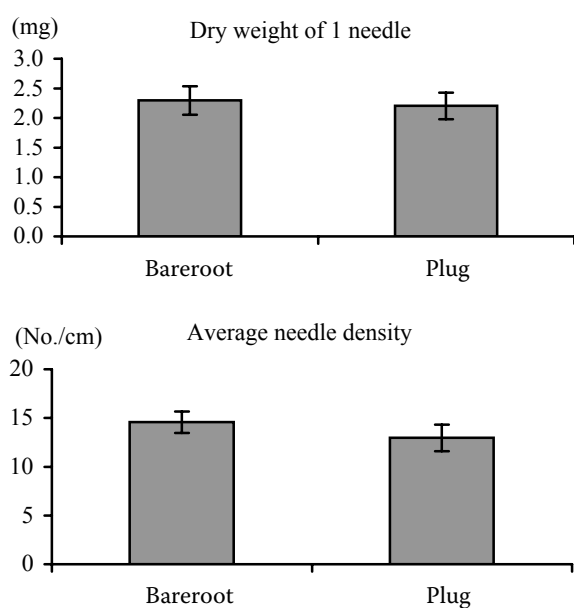 (mg)
Dry weight of 1 needle
3.0
2.5
2.0
1.5
1.0
0.5
0.0
Bareroot Plug
(No./cm)
Average needle density
20
15
10
5
0
Bareroot Plug